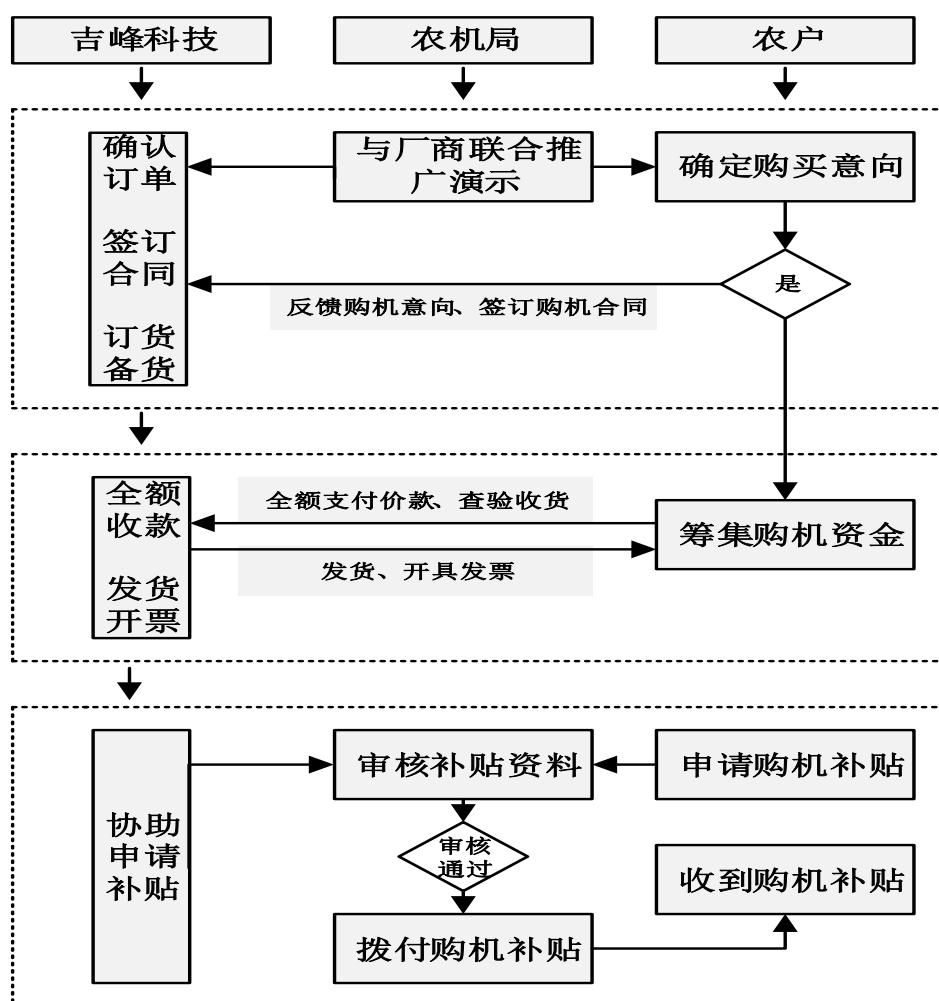 吉峰科技
农机局
农户
确认
订单
签订
合同
订货
备货
与厂商联合推
广演示
确定购买意向
是
反馈购机意向、签订购机合同
全额
收款
发货
开票
全额支付价款、查验收货
发货、开具发票
筹集购机资金
协助
申请
补贴
审核补贴资料
申请购机补贴
审核
通过
收到购机补贴
拨付购机补贴